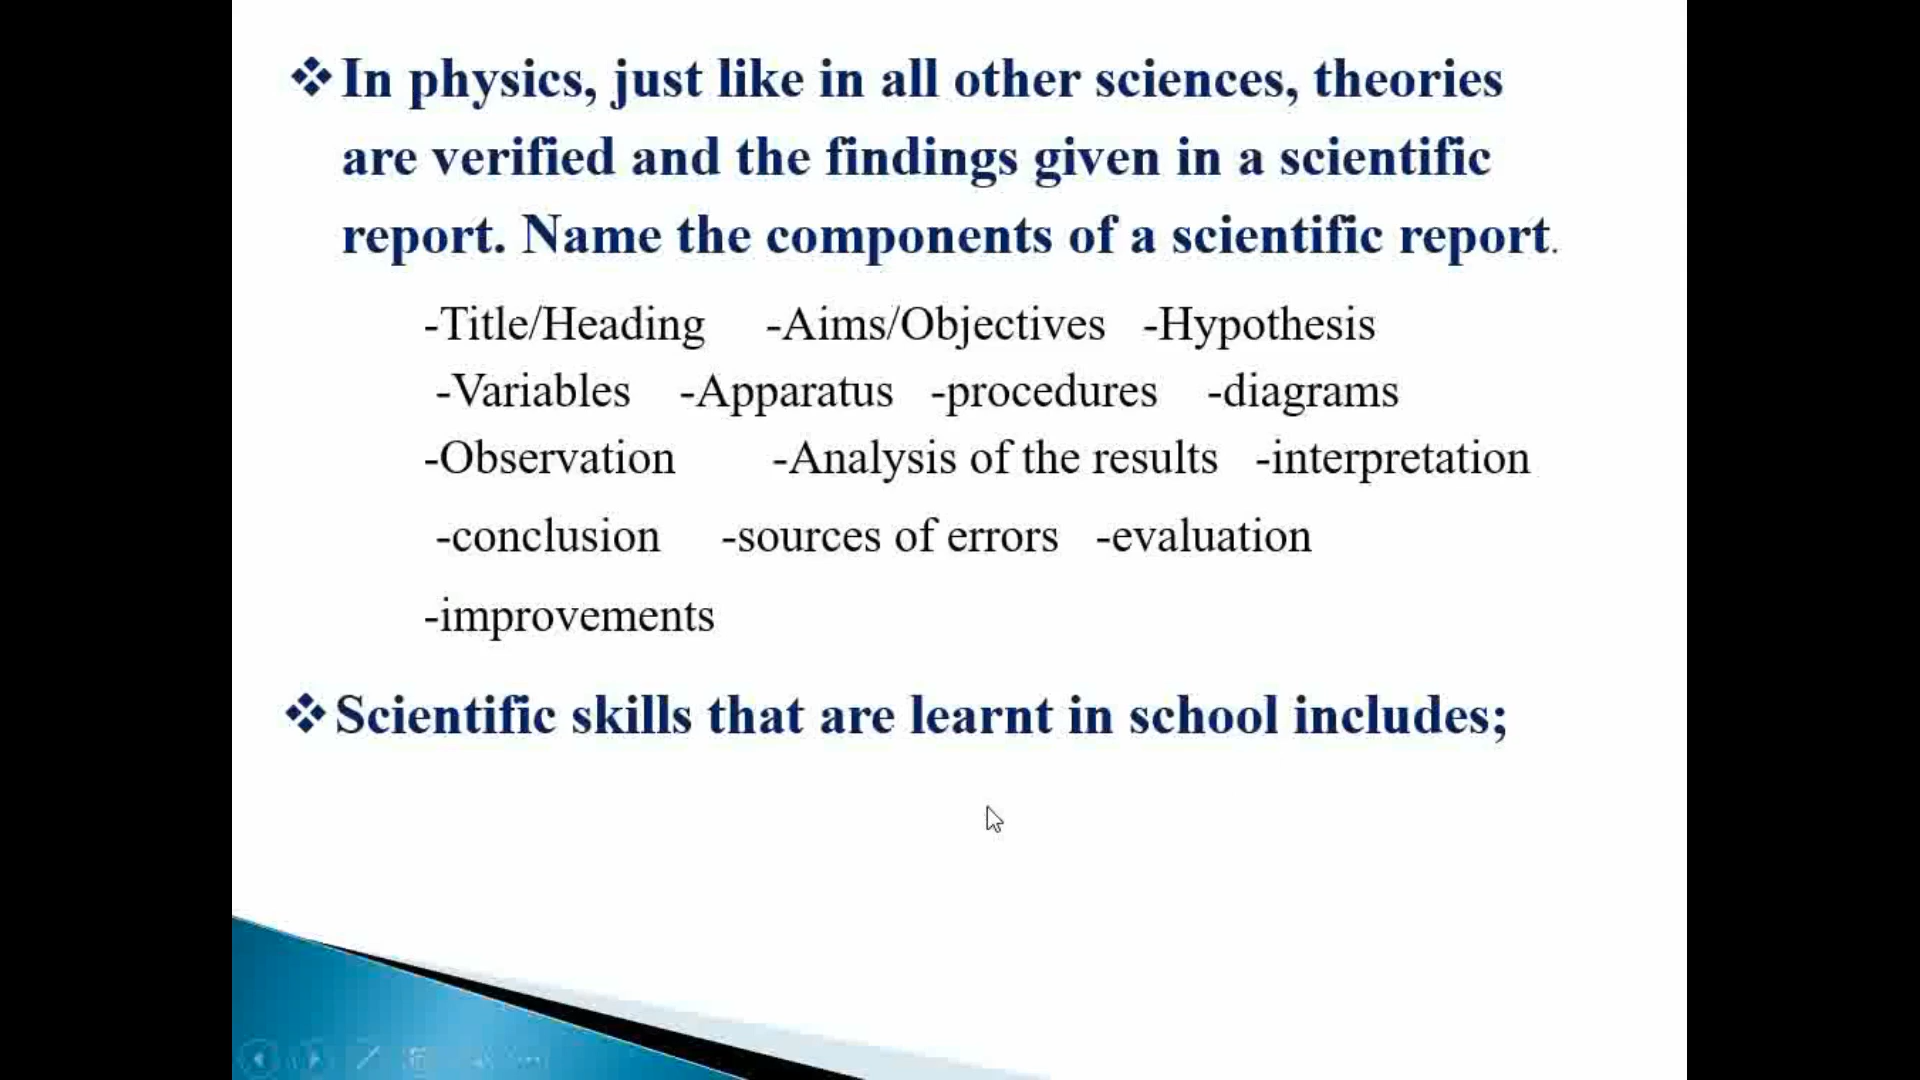 ❖In physics, just like in all other sciences, theories
are verified and the findings given in a scientific
report. Name the components of a scientific report.
-Title/Heading -Aims/Objectives -Hypothesis
-Variables -Apparatus -procedures -diagrams
-Observation -Analysis of the results -interpretation
-conclusion -sources of errors -evaluation
-improvements
❖Scientific skills that are learnt in school includes;